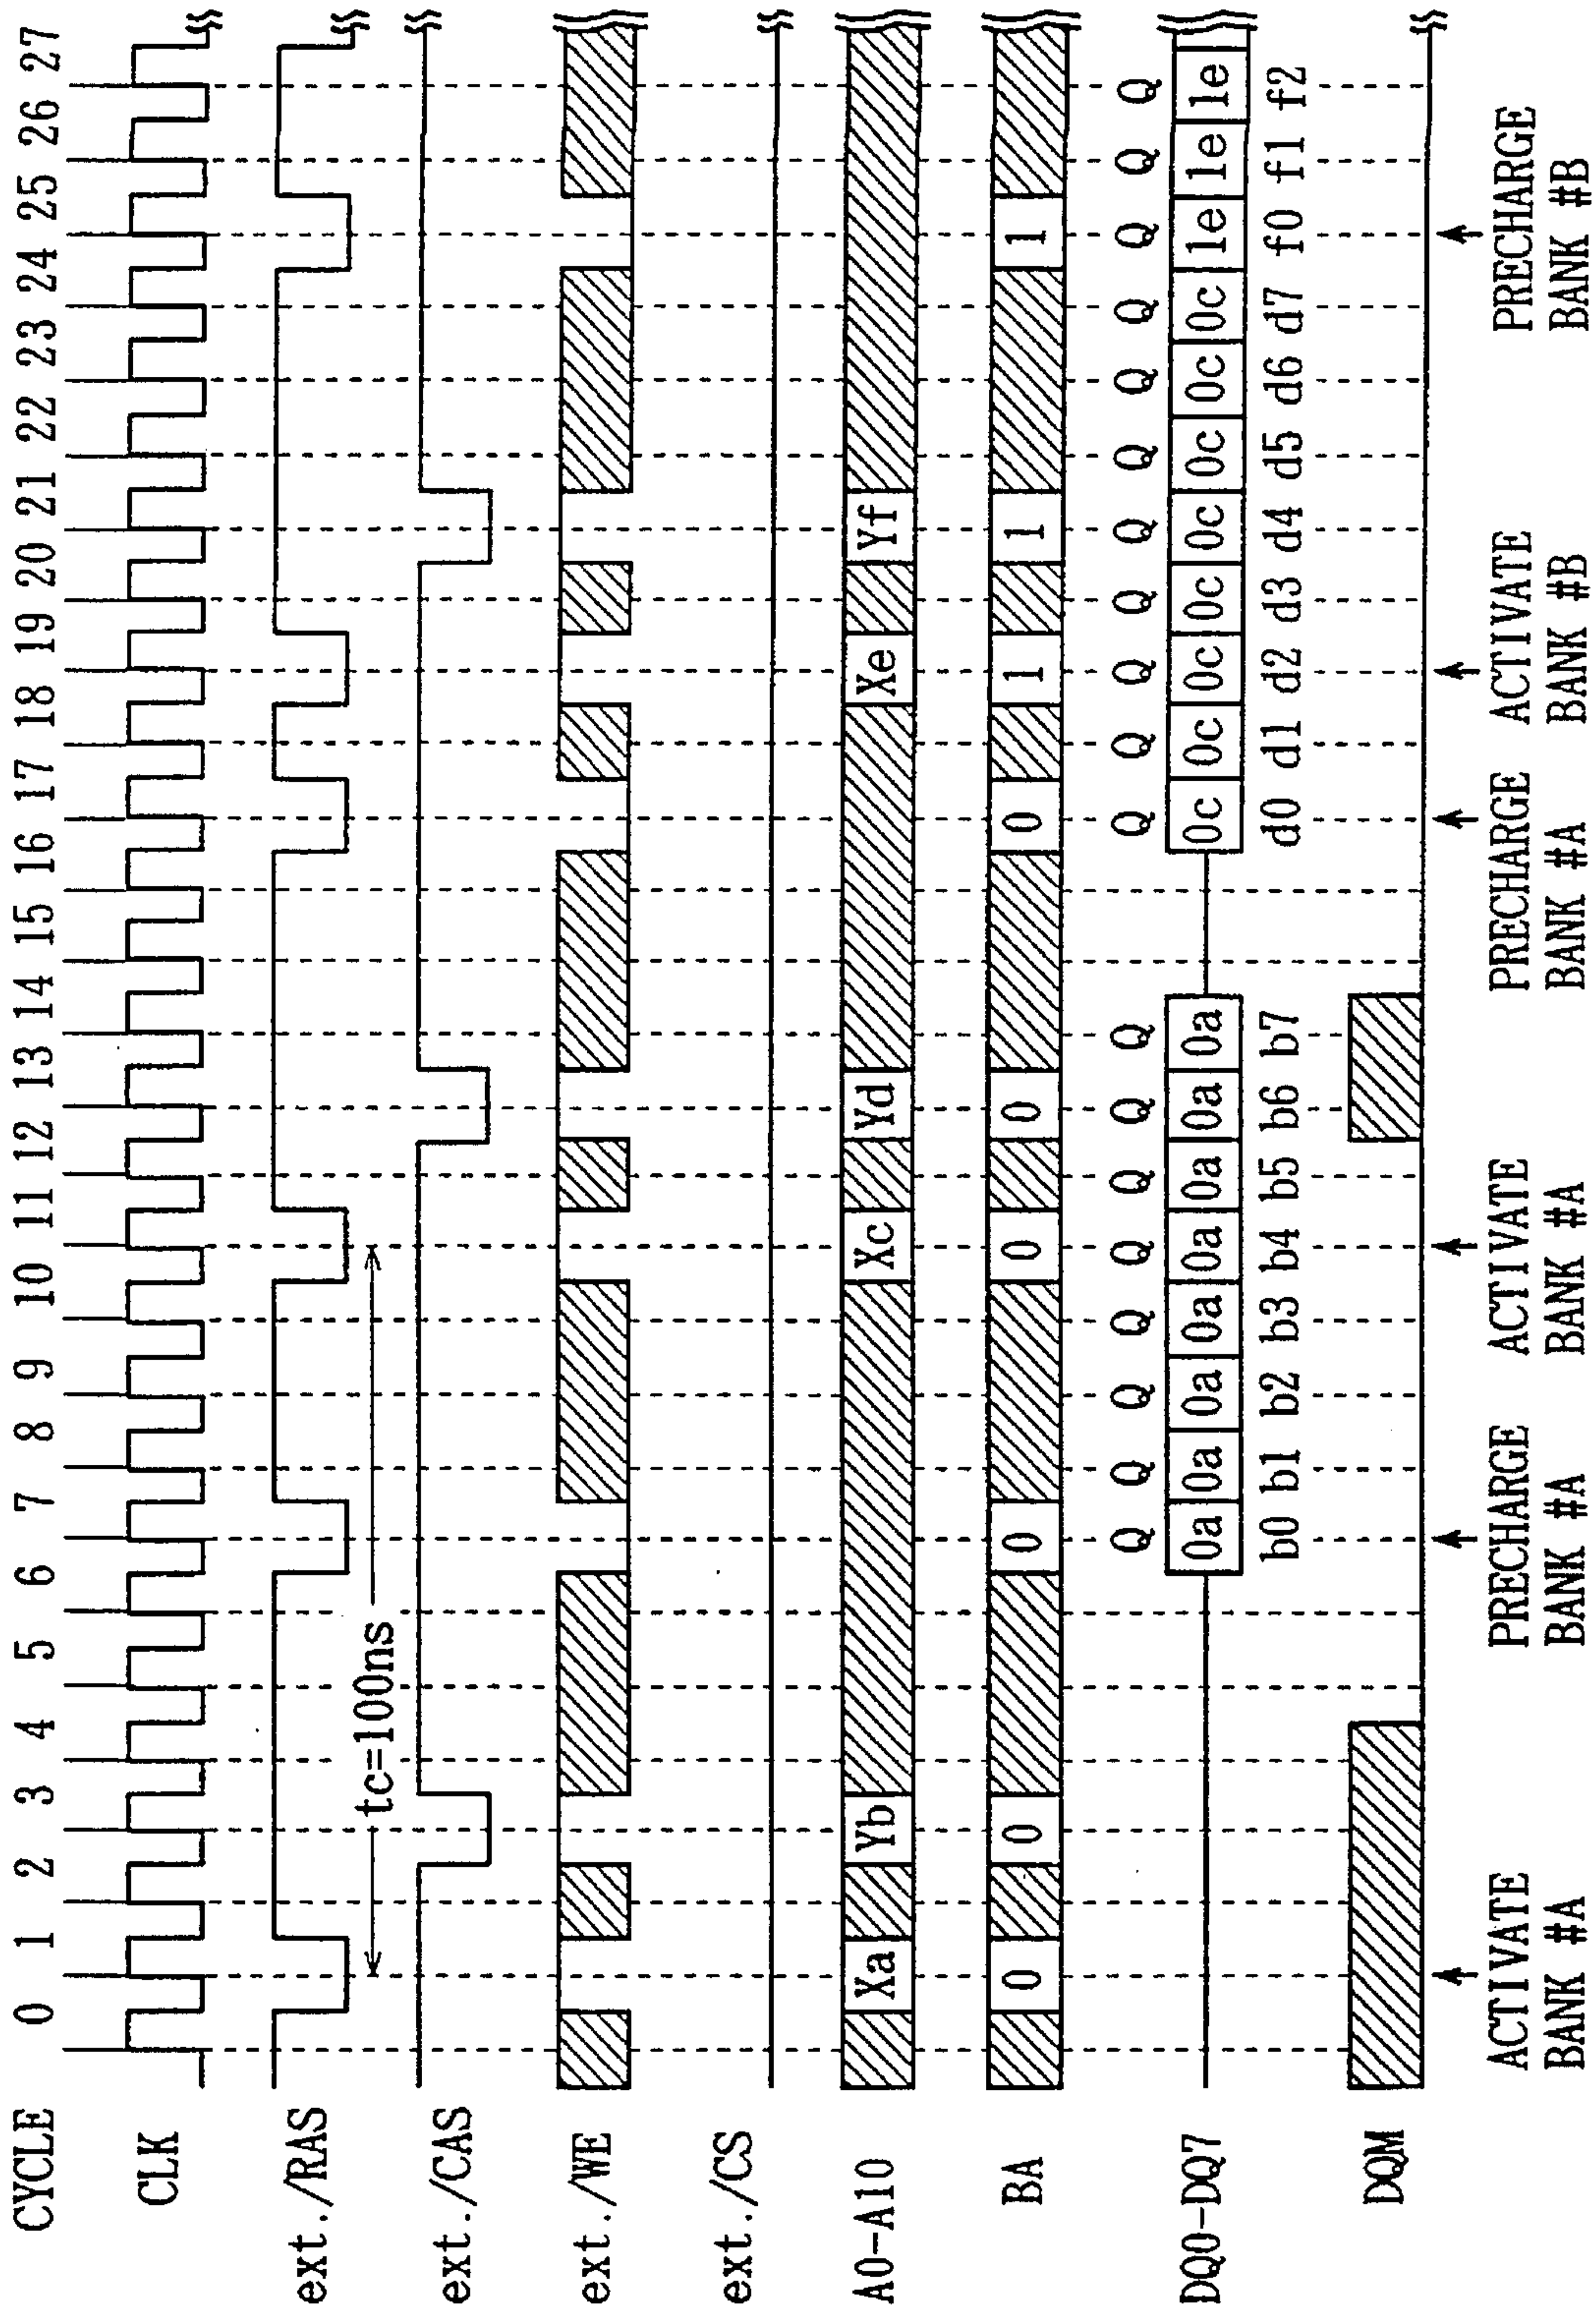 CYCLE 0 1 2 3 4 5 6 7 8 9 10 11 12 13 14 15 16 17 18 19 20 21 22 23 24 25 26 27
CLK
ext./RAS
tc=100ns
ext./CAS
ext./WE
ext./CS
A0-A10 Xa Yb Xc Yd Xe Yf
BA 0 0 0 0 0 0 1 1 1
Q Q Q Q Q Q Q Q Q Q Q Q Q Q Q Q Q Q Q
DQ0-DQ7 0a 0a 0a 0a 0a 0a 0a 0a 0c 0c 0c 0c 0c 0c 0c 0c 1e 1e 1e
b0 b1 b2 b3 b4 b5 b6 b7 d0 d1 d2 d3 d4 d5 d6 d7 f0 f1 f2
DQM
ACTIVATE PRECHARGE ACTIVATE PRECHARGE ACTIVATE PRECHARGE
BANK #A BANK #A BANK #A BANK #A BANK #B BANK #B